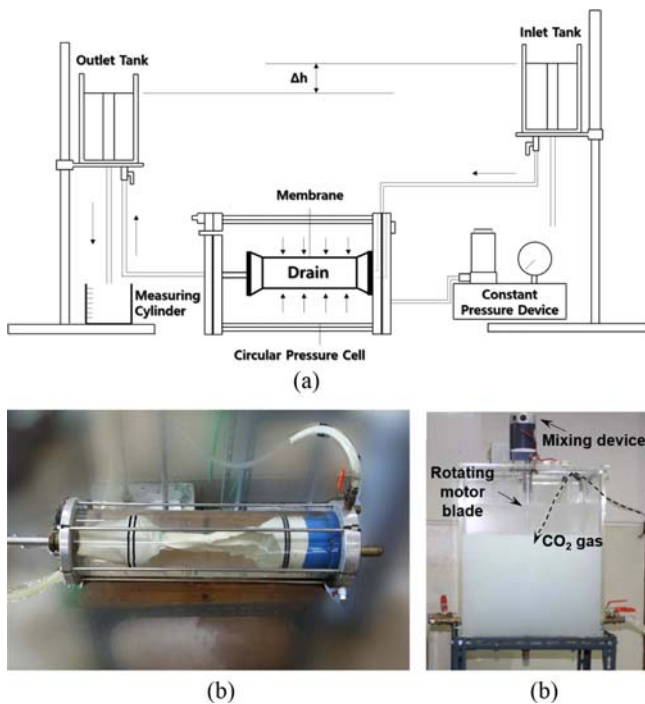 Inlet Tank
Outlet Tank
Δh
Membrane
Drain
Measuring
Cylinder
Constant
Pressure Device
Circular Pressure Cell
(a)
Mixing device
Rotating
motor
blade
CO₂ gas
(b)
(b)